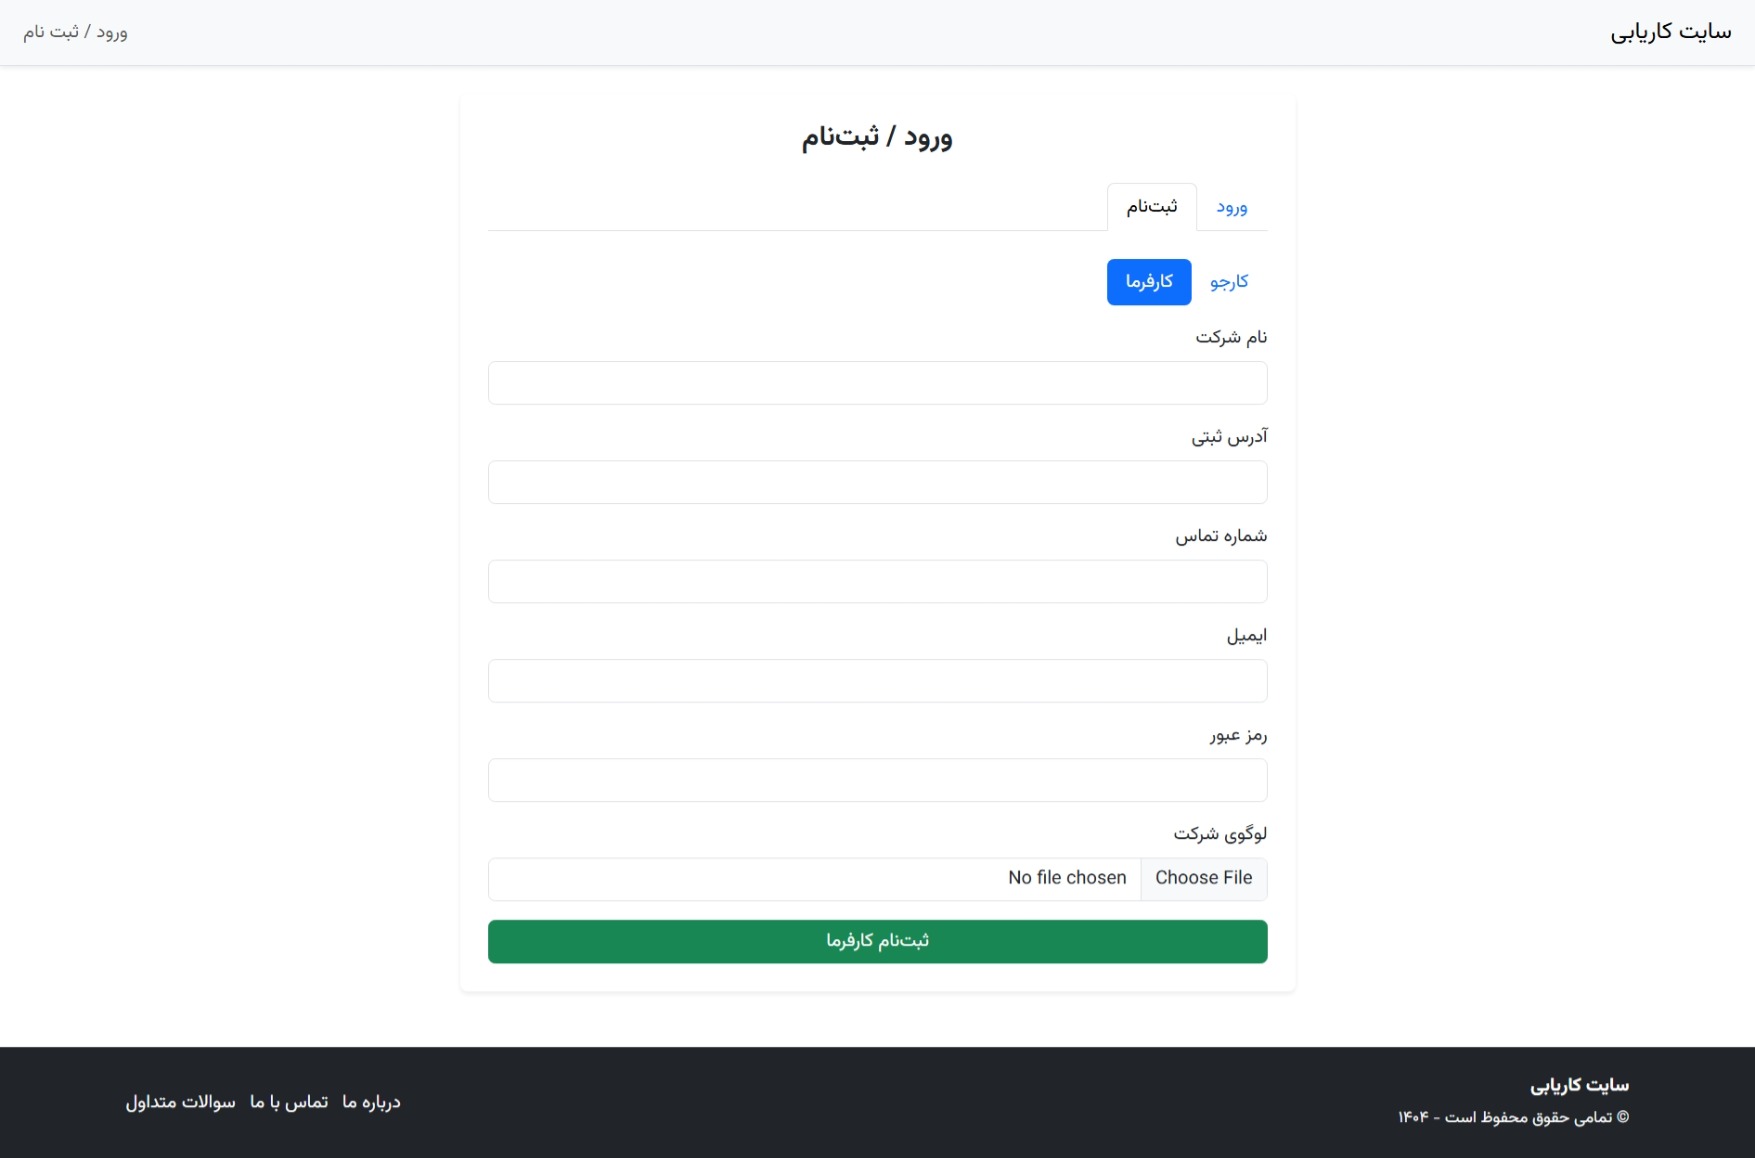 سایت کاریابی
ورود / ثبت نام
ورود / ثبت‌نام
ورود
ثبت‌نام
کارجو
کارفرما
نام شرکت
آدرس ثبتی
شماره تماس
ایمیل
رمز عبور
لوگوی شرکت
Choose File
No file chosen
ثبت‌نام کارفرما
سایت کاریابی
© تمامی حقوق محفوظ است - ۱۴۰۴
درباره ما
تماس با ما
سوالات متداول